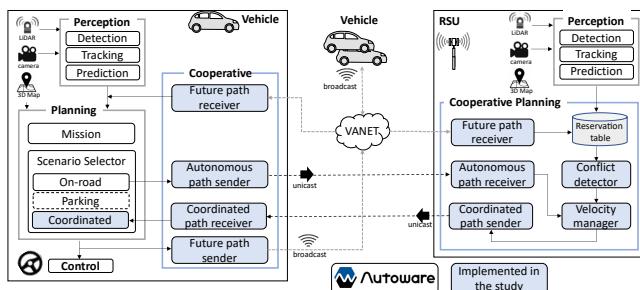 Vehicle
Perception
LiDAR
camera
3D Map
Detection
Tracking
Prediction
Planning
Mission
Scenario Selector
On-road
Parking
Coordinated
Control
Cooperative
Future path
receiver
Autonomous
path sender
Coordinated
path receiver
Future path
sender
Vehicle
broadcast
VANET
unicast
unicast
broadcast
RSU
LiDAR
camera
3D Map
Perception
Detection
Tracking
Prediction
Cooperative Planning
Future path
receiver
Reservation
table
Autonomous
path receiver
Conflict
detector
Coordinated
path sender
Velocity
manager
Autoware
Implemented in
the study